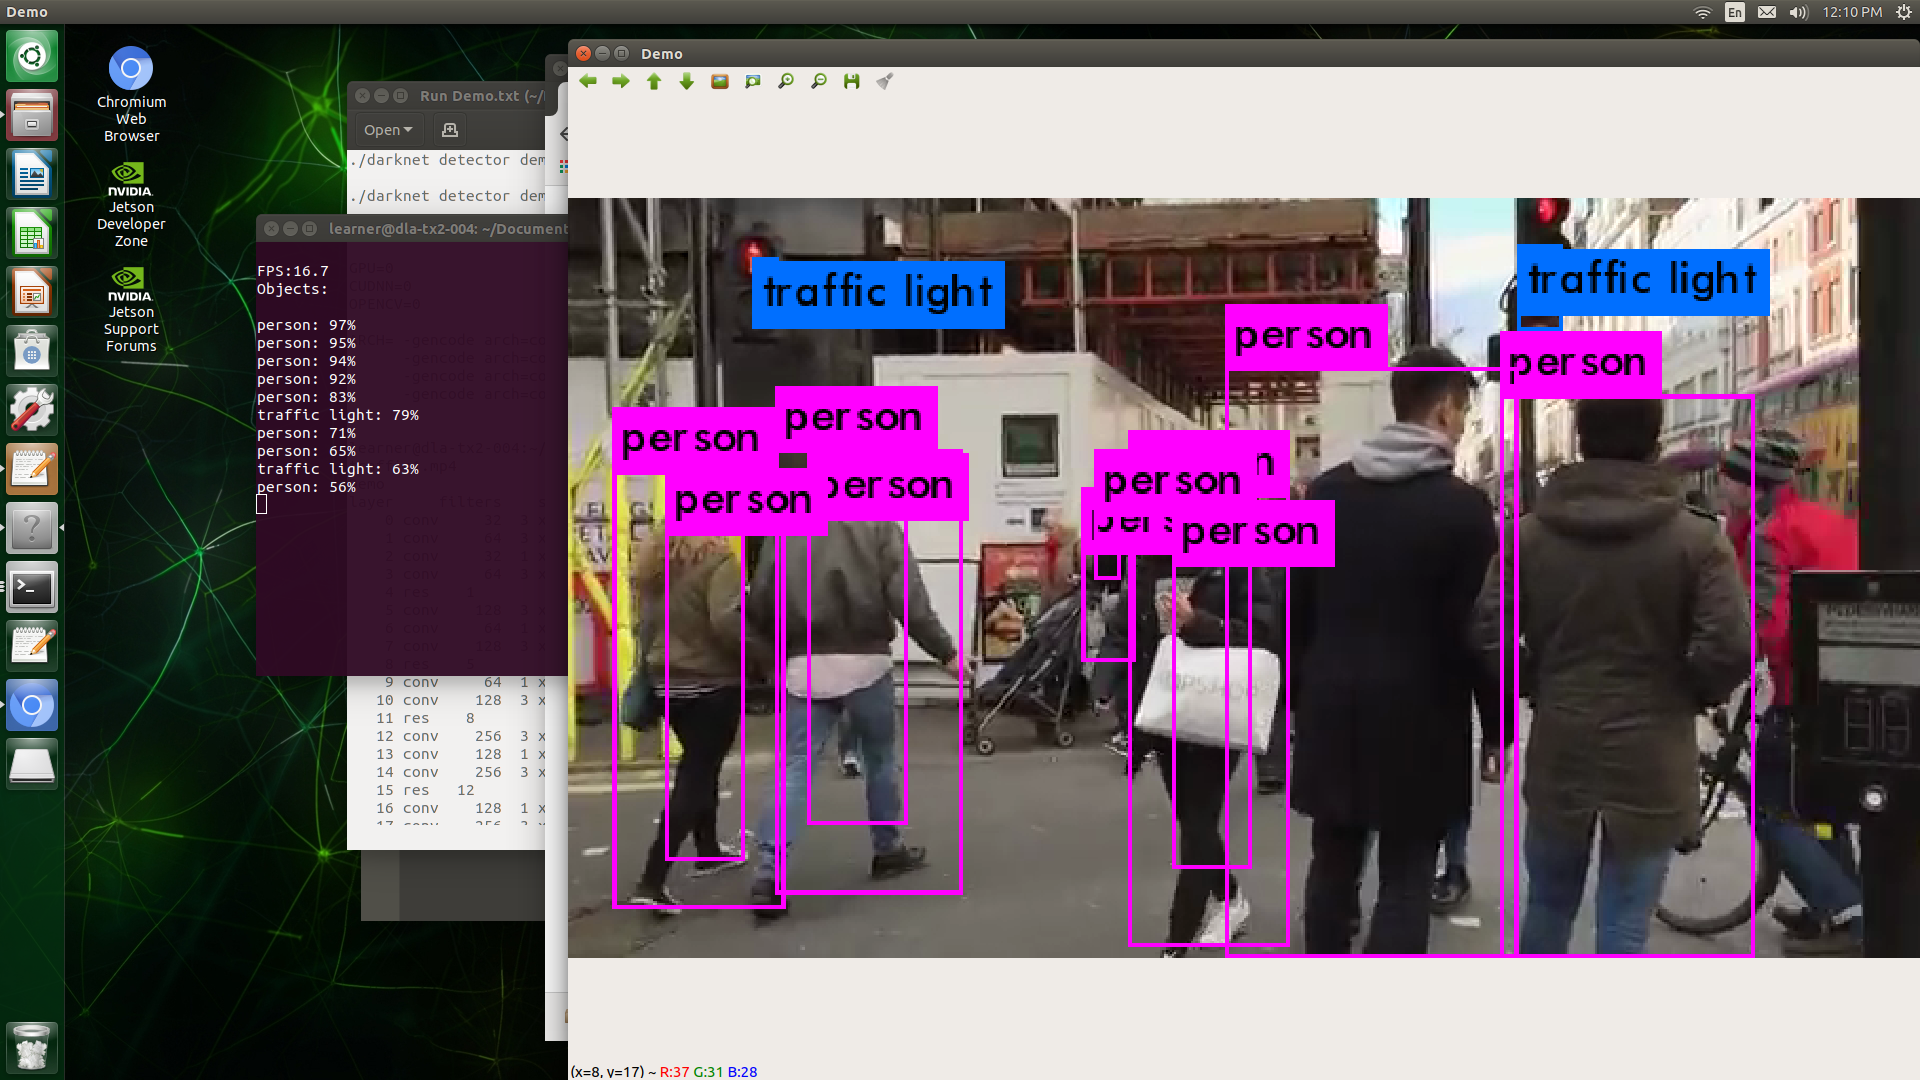 Demo
En
12:10 PM
Chromium
Web
Browser
NVIDIA.
Jetson
Developer
Zone
NVIDIA.
Jetson
Support
Forums
Run Demo.txt (~/
Open
./darknet detector dem
./darknet detector dem
learner@dla-tx2-004: ~/Document
FPS:16.7
Objects:
person: 97%
person: 95%
person: 94%
person: 92%
person: 83%
traffic light: 79%
person: 71%
person: 65%
traffic light: 63%
person: 56%
9 conv 64 1 x
10 conv 128 3 x
11 res 8
12 conv 256 3 x
13 conv 128 1 x
14 conv 256 3 x
15 res 12
16 conv 128 1 x
17 conv 256 3 x
Demo
traffic light
traffic light
person
person
person
person
person
person
person
person
(x=8, y=17) ~ R:37 G:31 B:28